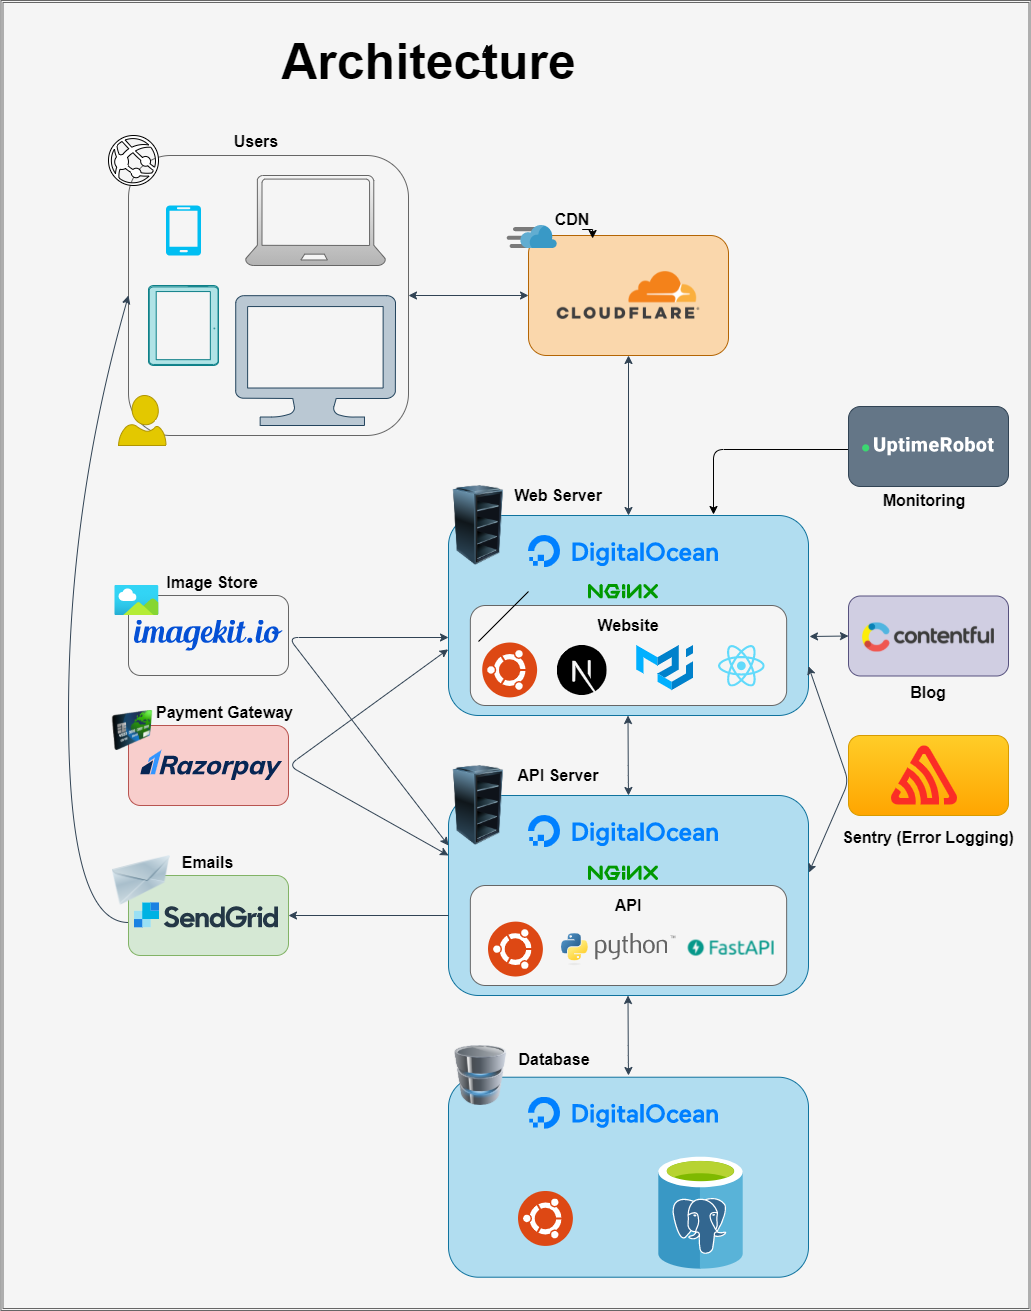 Architecture
Users
CDN
CLOUDFLARE
UptimeRobot
Monitoring
Web Server
DigitalOcean
NGINX
Website
N
Image Store
imagekit.io
contentful
Blog
Payment Gateway
Razorpay
API Server
DigitalOcean
NGINX
API
python™
FastAPI
Sentry (Error Logging)
Emails
SendGrid
Database
DigitalOcean